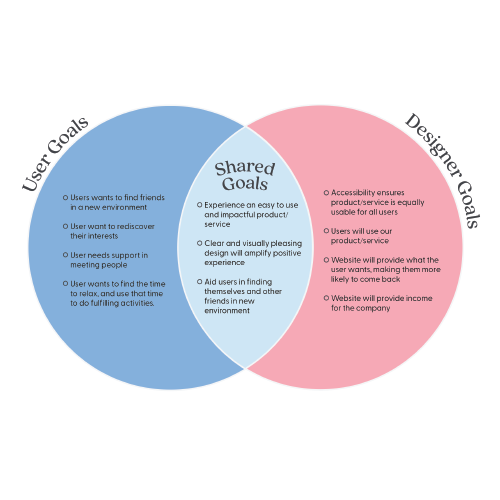 User Goals
Users wants to find friends
in a new environment
User want to rediscover
their interests
User needs support in
meeting people
User wants to find the time
to relax, and use that time
to do fulfilling activities.
Shared
Goals
Experience an easy to use
and impactful product/
service
Clear and visually pleasing
design will amplify positive
experience
Aid users in finding
themselves and other
friends in new
environment
Designer Goals
Accessibility ensures
product/service is equally
usable for all users
Users will use our
product/service
Website will provide what the
user wants, making them more
likely to come back
Website will provide income
for the company